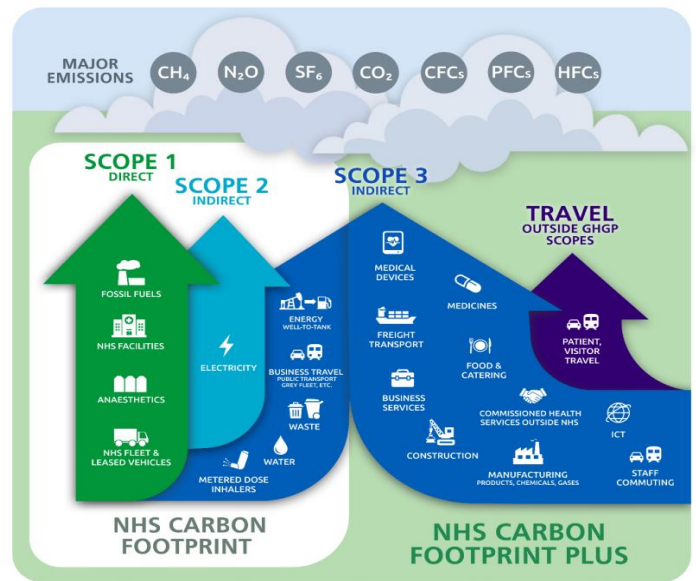 MAJOR
EMISSIONS
CH₄
N₂O
SF₆
CO₂
CFCs
PFCs
HFCs
SCOPE 1
DIRECT
FOSSIL FUELS
NHS FACILITIES
ANAESTHETICS
NHS FLEET &
LEASED VEHICLES
SCOPE 2
INDIRECT
ELECTRICITY
SCOPE 3
INDIRECT
ENERGY
WELL-TO-TANK
BUSINESS TRAVEL
PUBLIC TRANSPORT
GREY FLEET, ETC.
WASTE
WATER
METERED DOSE
INHALERS
MEDICAL
DEVICES
MEDICINES
FREIGHT
TRANSPORT
FOOD &
CATERING
BUSINESS
SERVICES
COMMISSIONED HEALTH
SERVICES OUTSIDE NHS
ICT
CONSTRUCTION
MANUFACTURING
PRODUCTS, CHEMICALS, GASES
STAFF
COMMUTING
TRAVEL
OUTSIDE GHGP
SCOPES
PATIENT,
VISITOR
TRAVEL
NHS CARBON
FOOTPRINT
NHS CARBON
FOOTPRINT PLUS